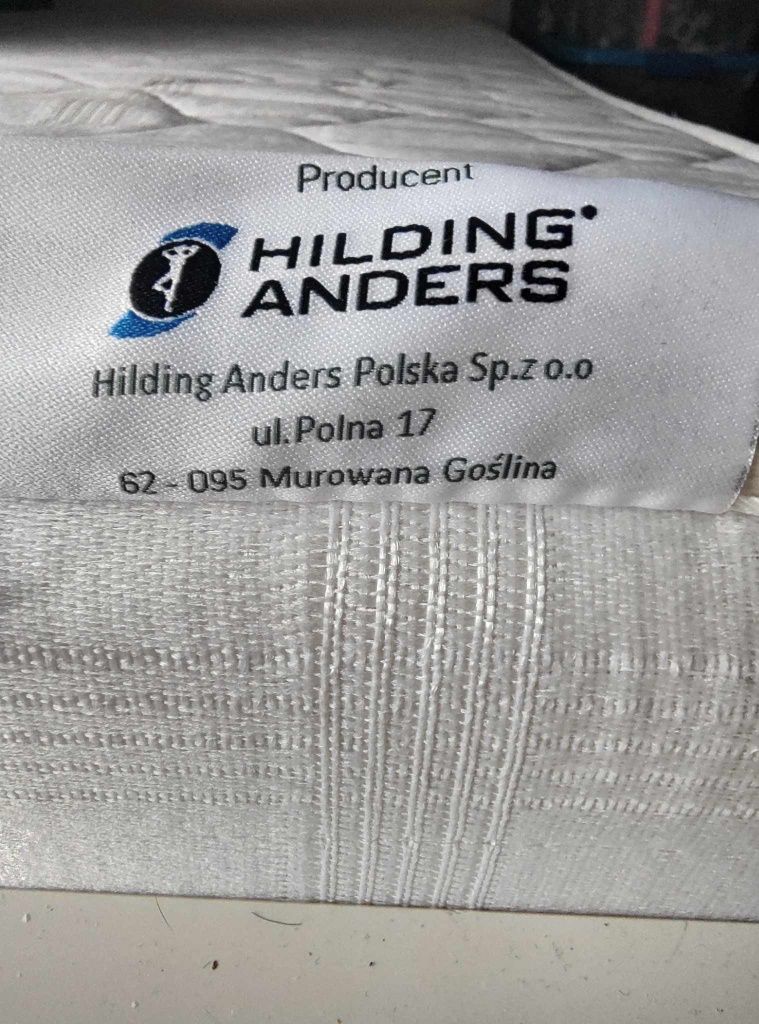 Producent
HILDING
ANDERS
Hilding Anders Polska Sp.z o.o
ul.Polna 17
62 - 095 Murowana Goślina